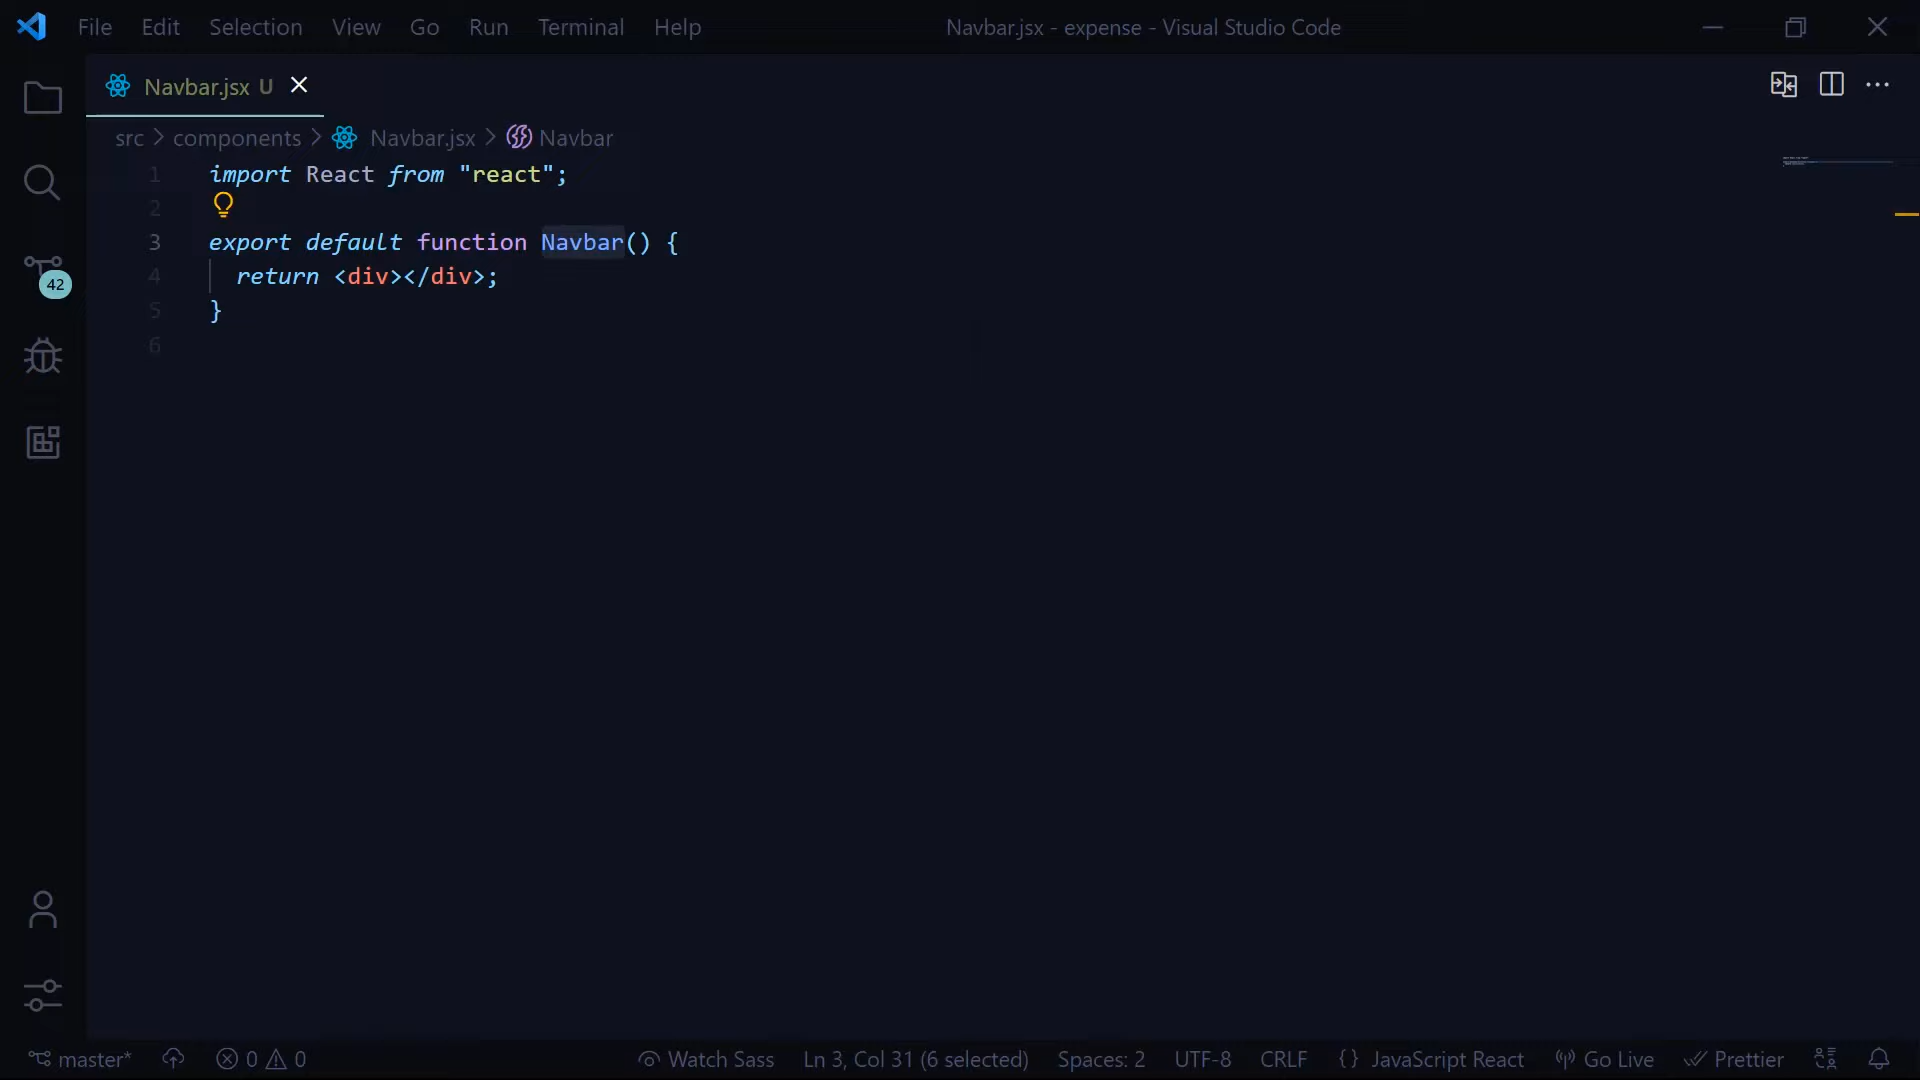 File Edit Selection View Go Run Terminal Help Navbar.jsx - expense - Visual Studio Code
Navbar.jsx U
src > components > Navbar.jsx > Navbar
1 import React from "react";
2
3 export default function Navbar() {
4 return <div></div>;
5 }
6
42
master* 0 0 Watch Sass Ln 3, Col 31 (6 selected) Spaces: 2 UTF-8 CRLF {} JavaScript React Go Live Prettier